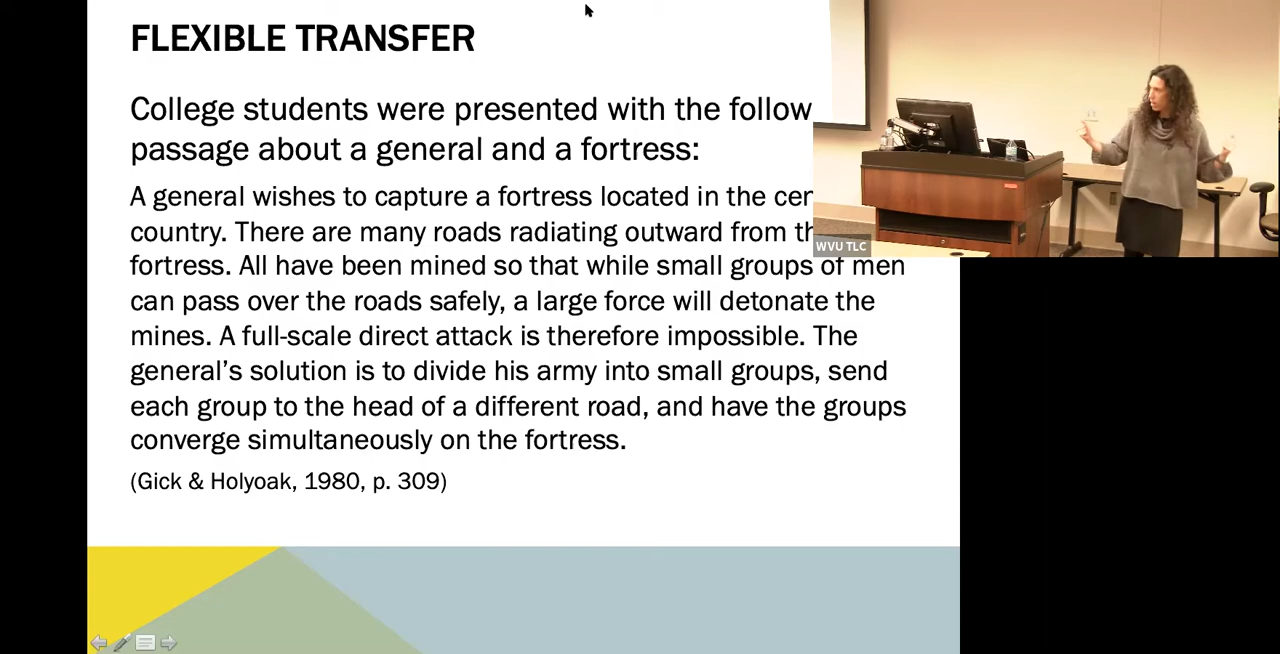 FLEXIBLE TRANSFER
College students were presented with the follow
passage about a general and a fortress:
A general wishes to capture a fortress located in the cen
country. There are many roads radiating outward from th
fortress. All have been mined so that while small groups of men
can pass over the roads safely, a large force will detonate the
mines. A full-scale direct attack is therefore impossible. The
general’s solution is to divide his army into small groups, send
each group to the head of a different road, and have the groups
converge simultaneously on the fortress.
(Gick & Holyoak, 1980, p. 309)
WVU TLC